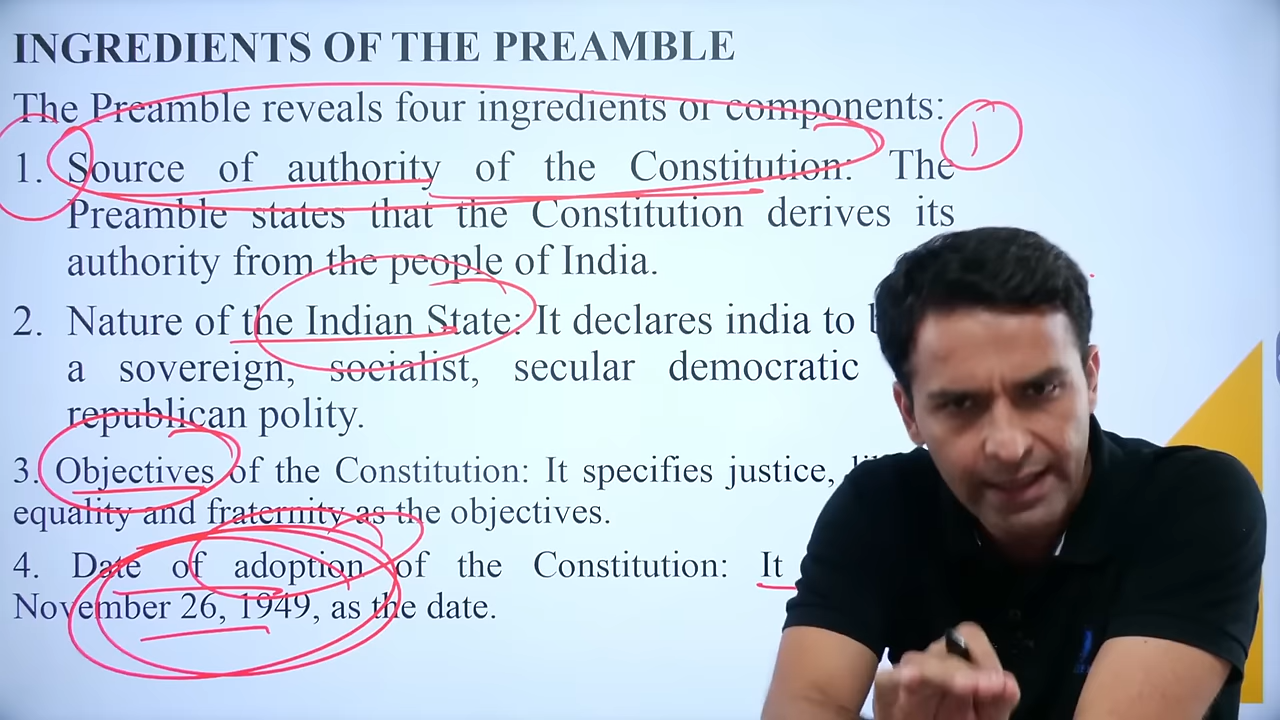 INGREDIENTS OF THE PREAMBLE
The Preamble reveals four ingredients or components:
1. Source of authority of the Constitution: The
Preamble states that the Constitution derives its
authority from the people of India.
2. Nature of the Indian State: It declares india to
a sovereign, socialist, secular democratic
republican polity.
3. Objectives of the Constitution: It specifies justice,
equality and fraternity as the objectives.
4. Date of adoption of the Constitution: It
November 26, 1949, as the date.